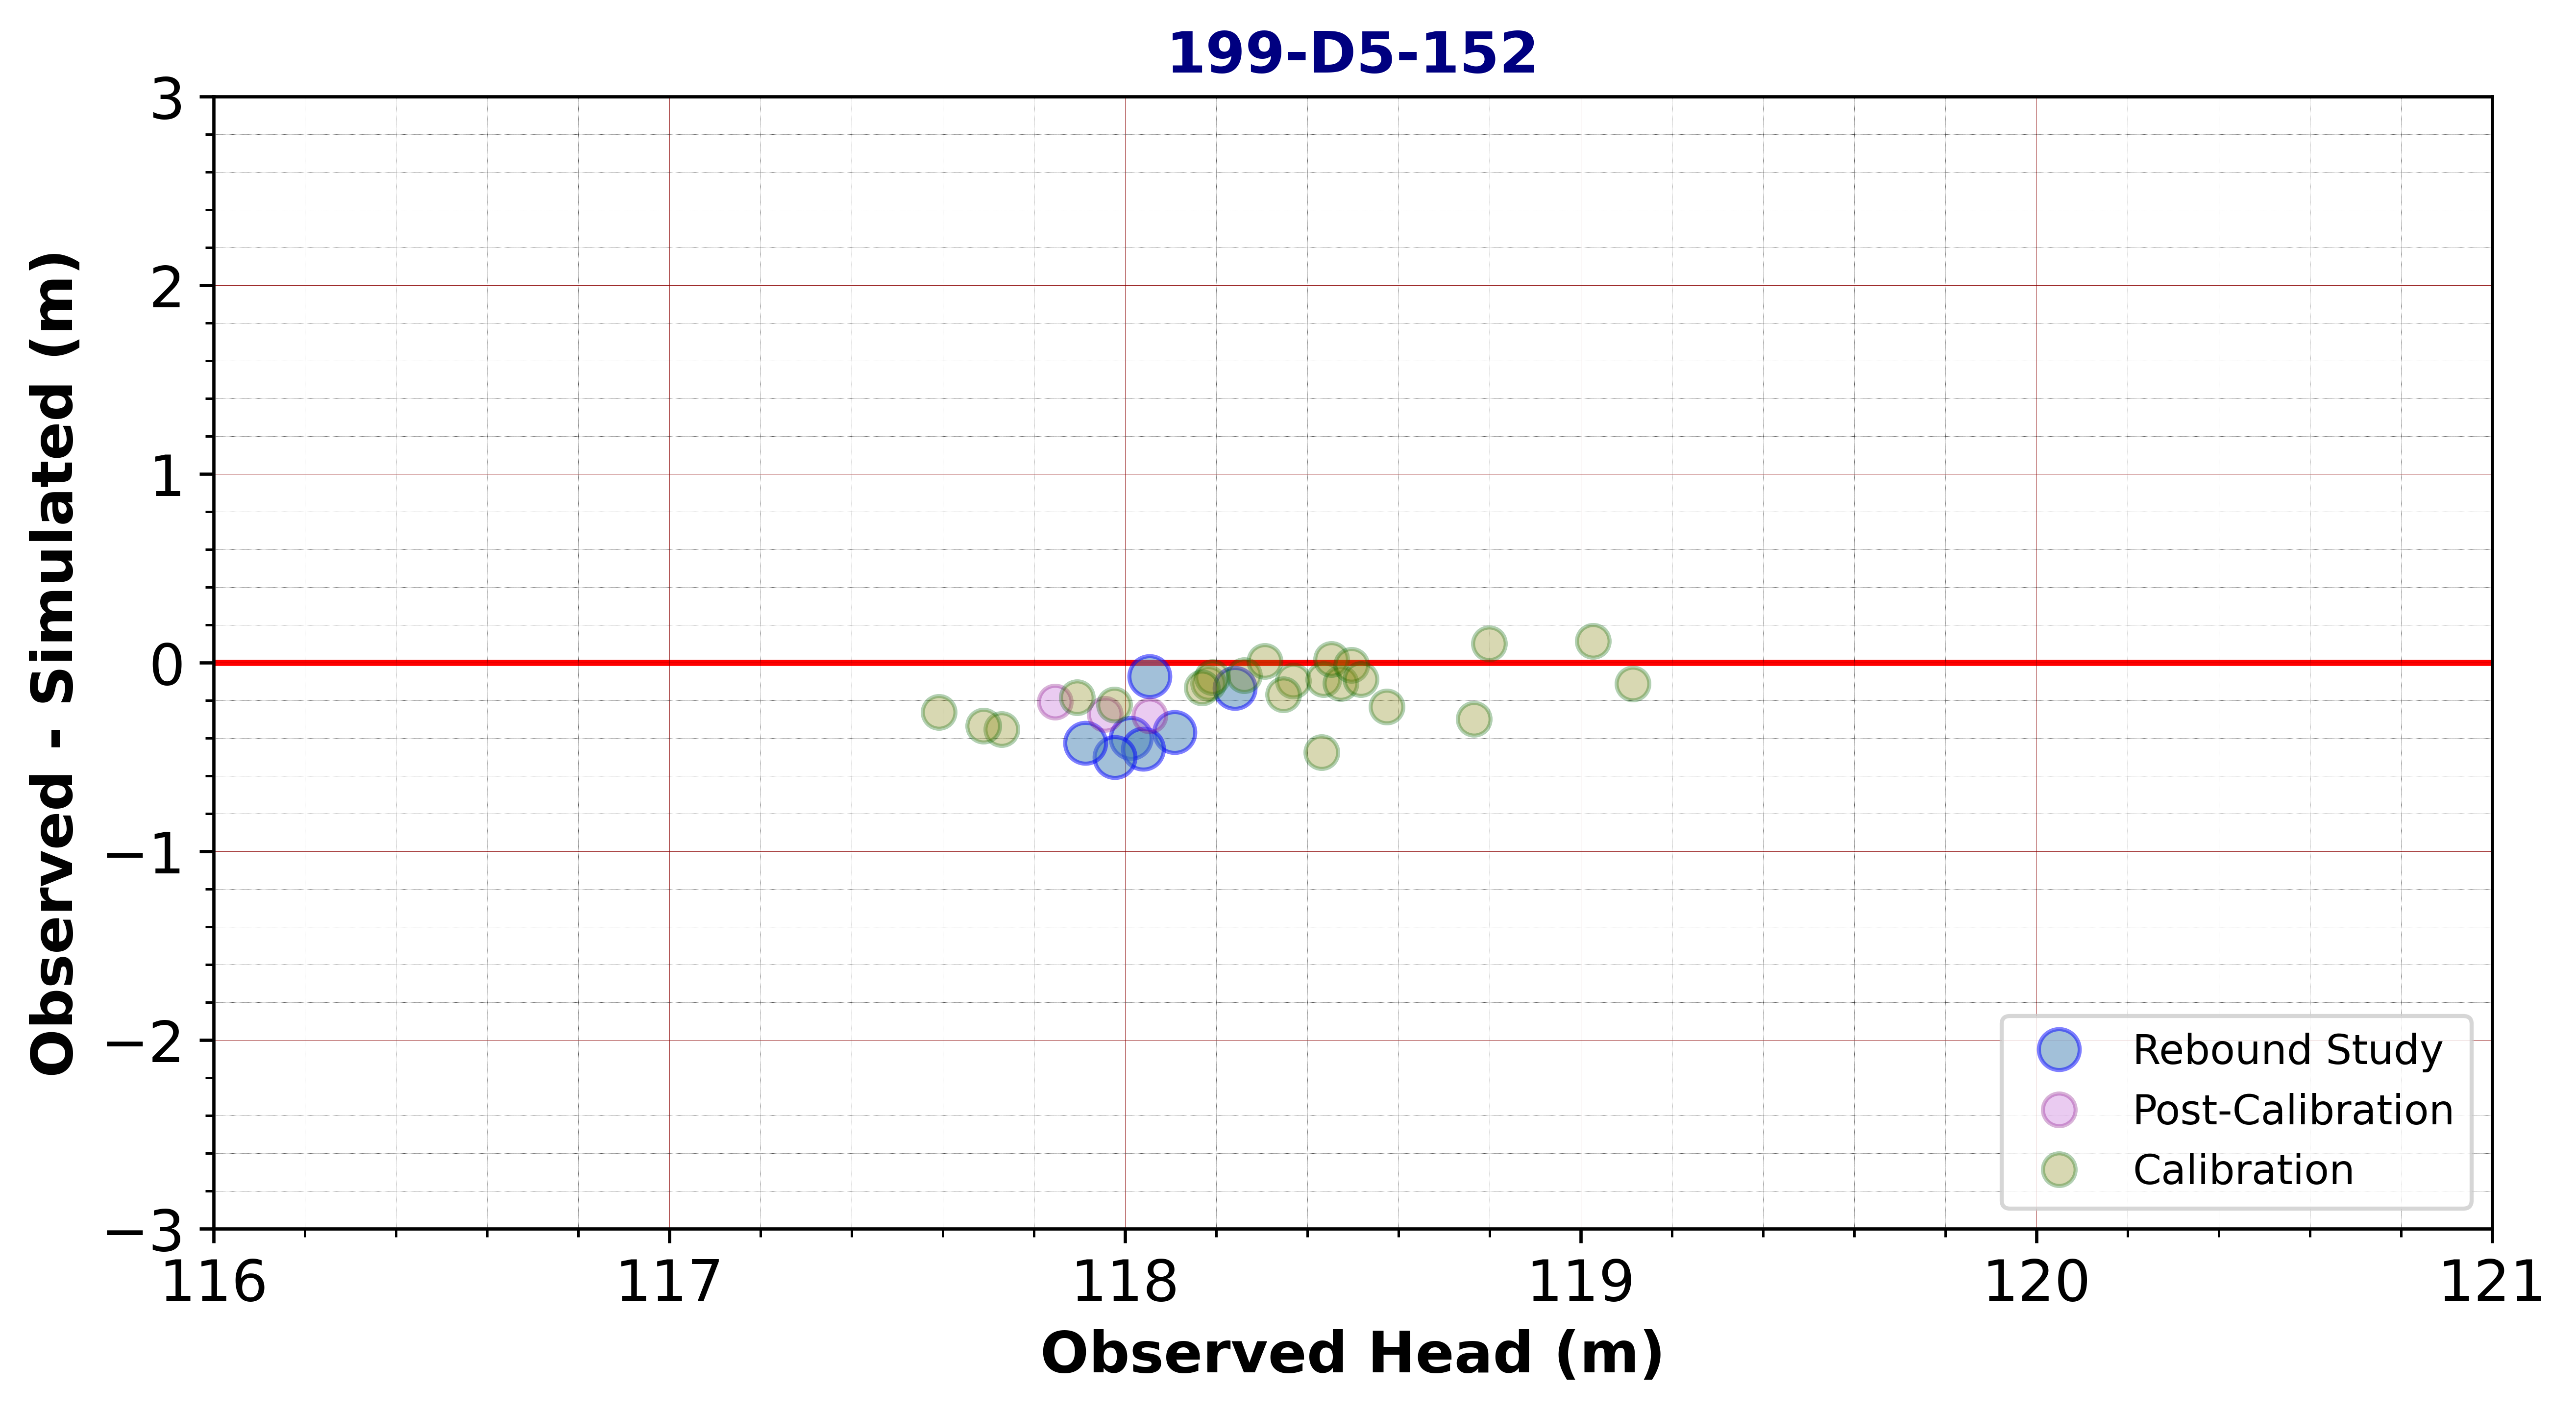 199-D5-152
3
2
1
0
−1
−2
−3
Observed - Simulated (m)
Rebound Study
Post-Calibration
Calibration
116 117 118 119 120 121
Observed Head (m)